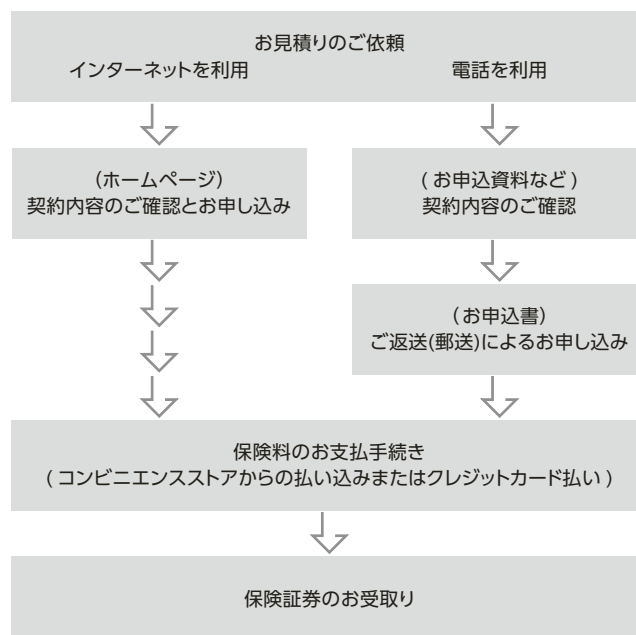 お見積りのご依頼
インターネットを利用
電話を利用
（ホームページ）
契約内容のご確認とお申し込み
( お申込資料など )
契約内容のご確認
（お申込書）
ご返送(郵送)によるお申し込み
保険料のお支払手続き
( コンビニエンスストアからの払い込みまたはクレジットカード払い )
保険証券のお受取り